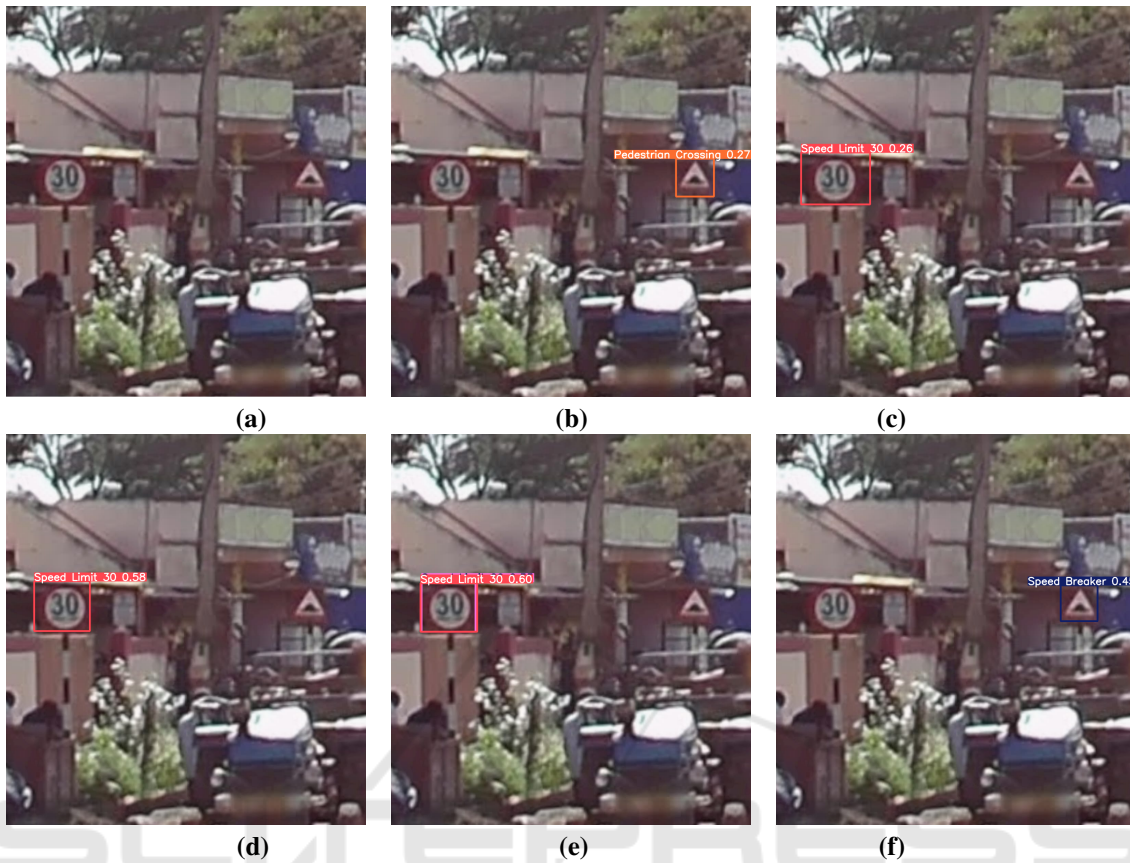 30
30
Pedestrian Crossing 0.27
Speed Limit 30 0.26
30
(a)
(b)
(c)
Speed Limit 30 0.58
30
Speed Limit 30 0.60
30
Speed Breaker 0.4
30
(d)
(e)
(f)
SCITEPRESS